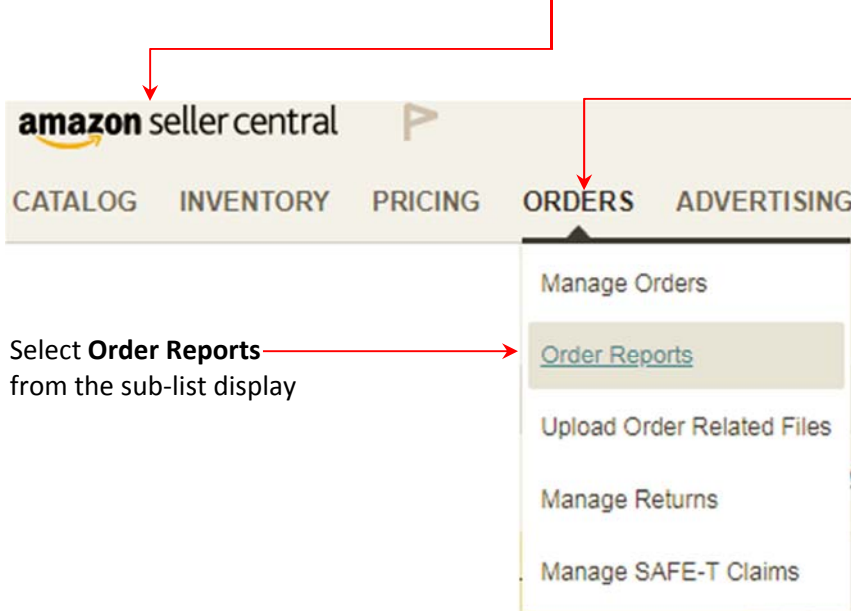 amazon seller central
CATALOG INVENTORY PRICING ORDERS ADVERTISING
Manage Orders
Select Order Reports
from the sub-list display
Order Reports
Upload Order Related Files
Manage Returns
Manage SAFE-T Claims